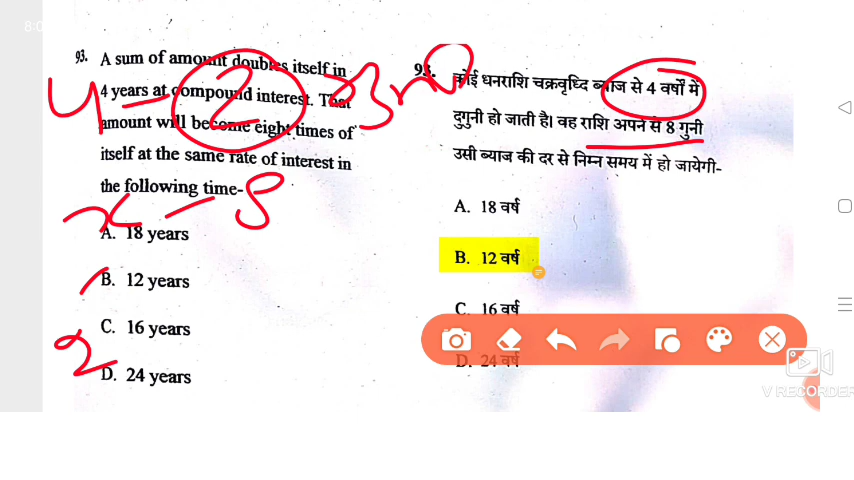 93. A sum of amount doubles itself in
4 years at compound interest. That
amount will become eight times of
itself at the same rate of interest in
the following time-
A. 18 years
B. 12 years
C. 16 years
D. 24 years
4 2 3rd
x - 8
2
93. कोई धनराशि चक्रवृध्दि ब्याज से 4 वर्षों में
दुगुनी हो जाती है। वह राशि अपने से 8 गुनी
उसी ब्याज की दर से निम्न समय में हो जायेगी-
A. 18 वर्ष
B. 12 वर्ष
C. 16 वर्ष
D. 24 वर्ष
V RECORDER